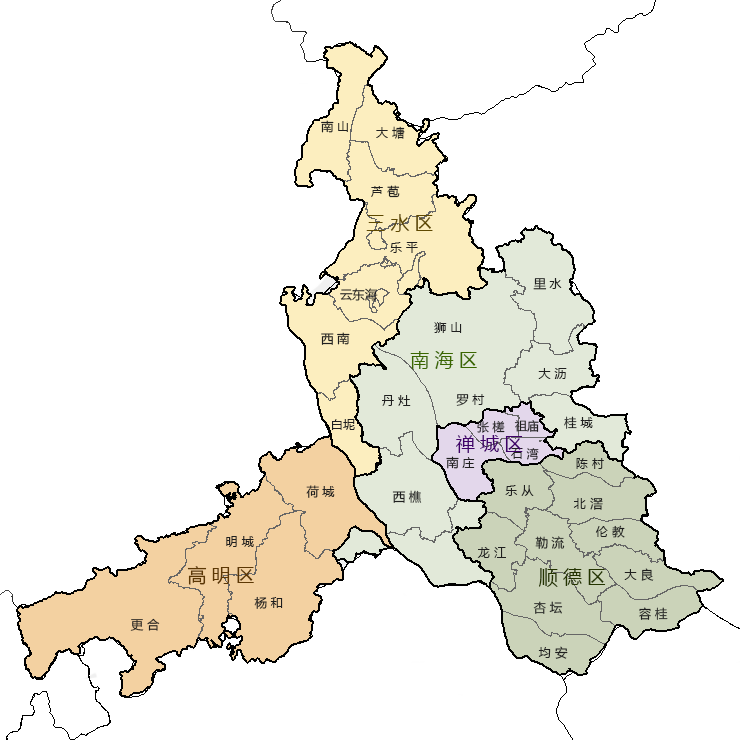 南山
大塘
芦苞
三水区
乐平
里水
云东海
狮山
西南
南海区
大沥
丹灶
罗村
白坭
张槎
祖庙
桂城
禅城区
石湾
南庄
陈村
荷城
西樵
乐从
北滘
伦教
明城
勒流
龙江
高明区
顺德区
大良
杨和
杏坛
容桂
更合
均安